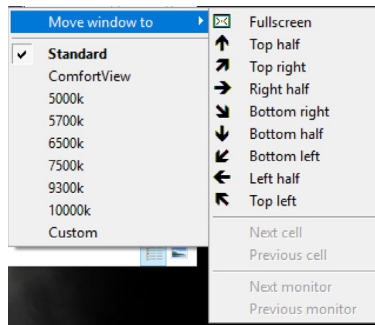 Move window to
Standard
ComfortView
5000k
5700k
6500k
7500k
9300k
10000k
Custom
Fullscreen
Top half
Top right
Right half
Bottom right
Bottom half
Bottom left
Left half
Top left
Next cell
Previous cell
Next monitor
Previous monitor